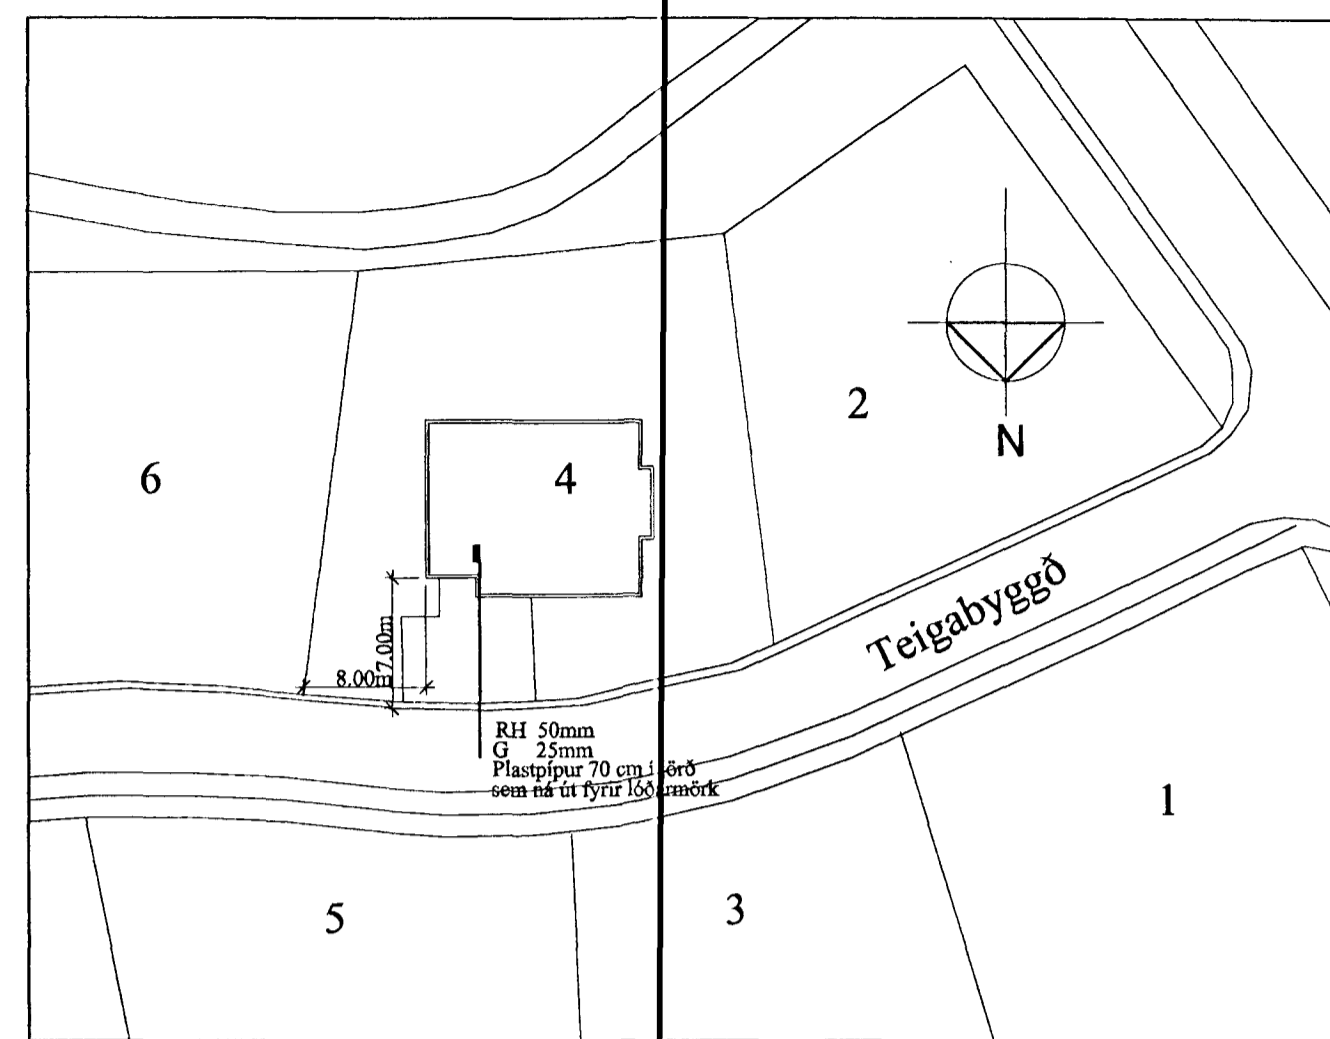 2
N
6
4
Teigabyggð
7.00m
8.00m
RH 50mm
G 25mm
Plastpípur 70 cm í jörð
sem ná út fyrir lóðarmörk
1
5
3